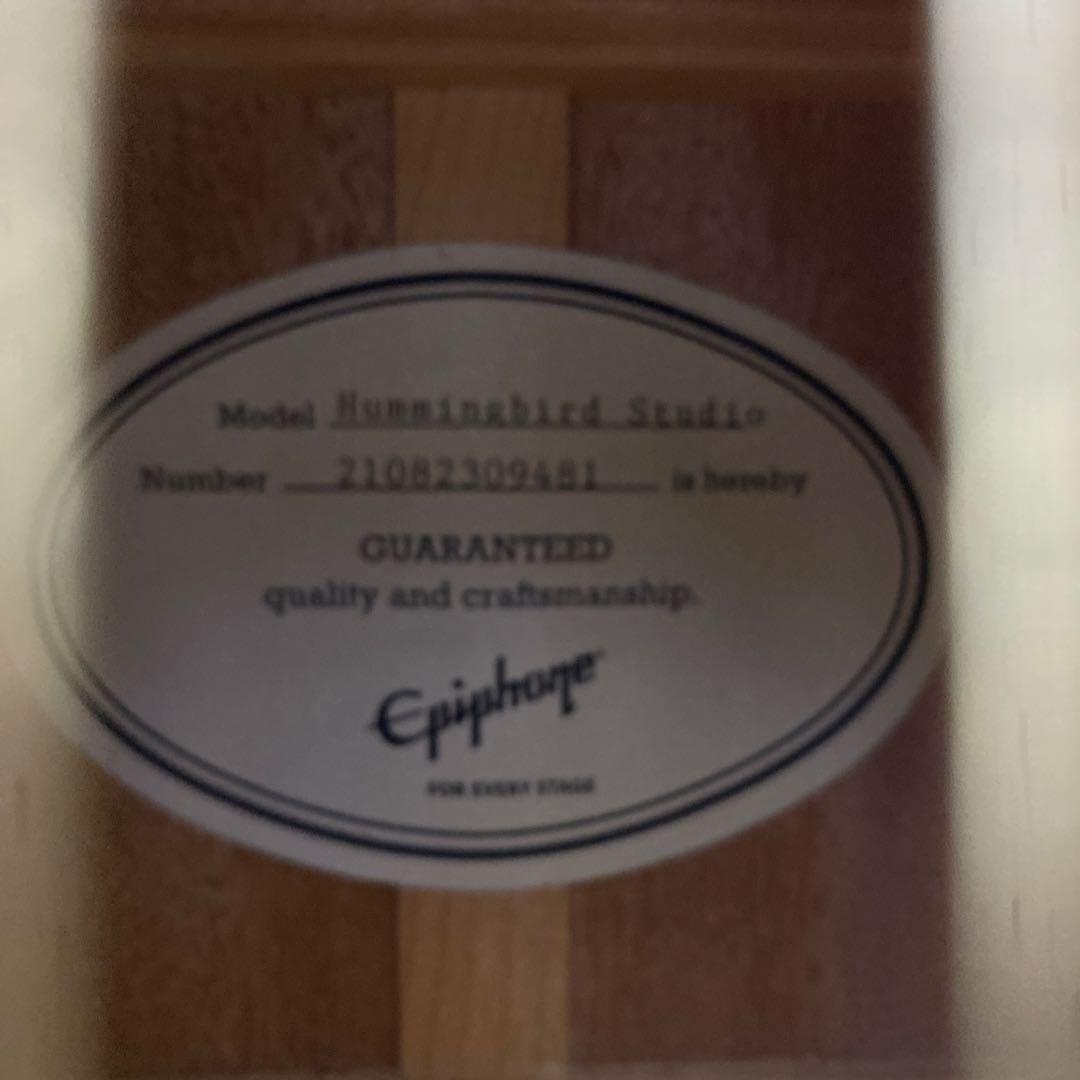 Model Hummingbird Studio
Number 21082309481 is hereby
GUARANTEED
quality and craftsmanship.
Epiphone
FOR EVERY STAGE